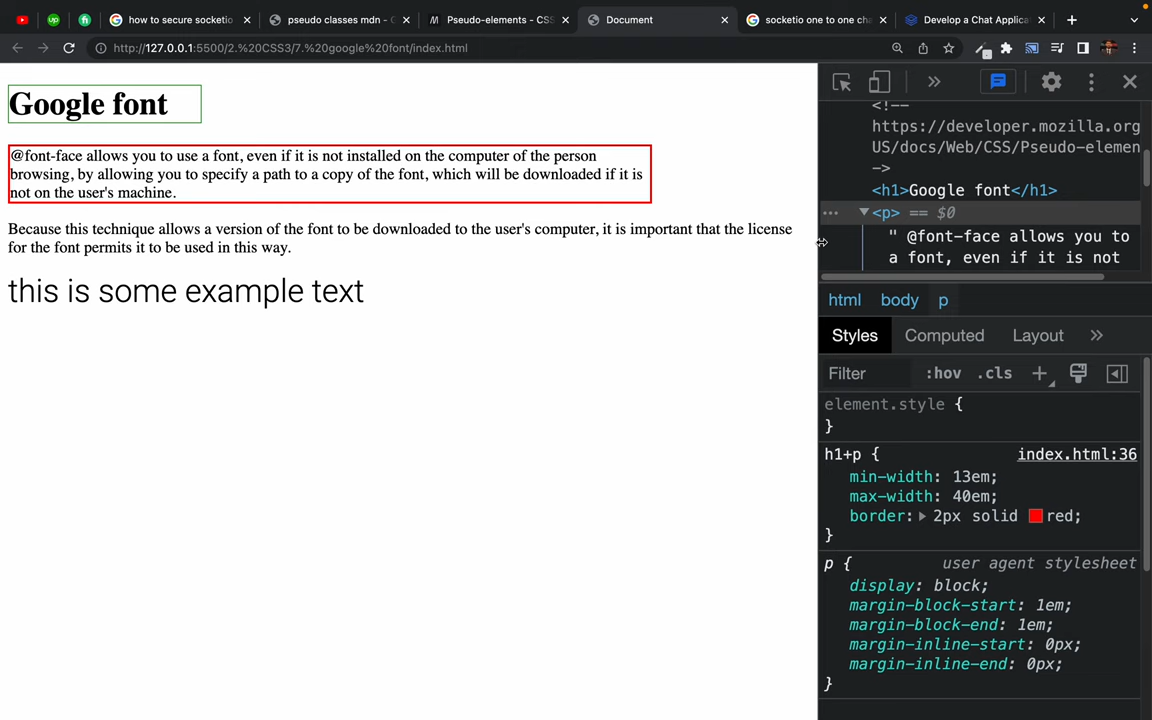 how to secure socketio
pseudo classes mdn - G
Pseudo-elements - CSS
Document
socketio one to one cha
Develop a Chat Applica
http://127.0.0.1:5500/2.%20CSS3/7.%20google%20font/index.html
Google font
@font-face allows you to use a font, even if it is not installed on the computer of the person
browsing, by allowing you to specify a path to a copy of the font, which will be downloaded if it is
not on the user's machine.
Because this technique allows a version of the font to be downloaded to the user's computer, it is important that the license
for the font permits it to be used in this way.
this is some example text
<!--
https://developer.mozilla.org
US/docs/Web/CSS/Pseudo-elemen
-->
<h1>Google font</h1>
<p> == $0
" @font-face allows you to
a font, even if it is not
html body p
Styles Computed Layout
Filter :hov .cls
element.style {
}
h1+p { index.html:36
min-width: 13em;
max-width: 40em;
border: 2px solid red;
}
p { user agent stylesheet
display: block;
margin-block-start: 1em;
margin-block-end: 1em;
margin-inline-start: 0px;
margin-inline-end: 0px;
}